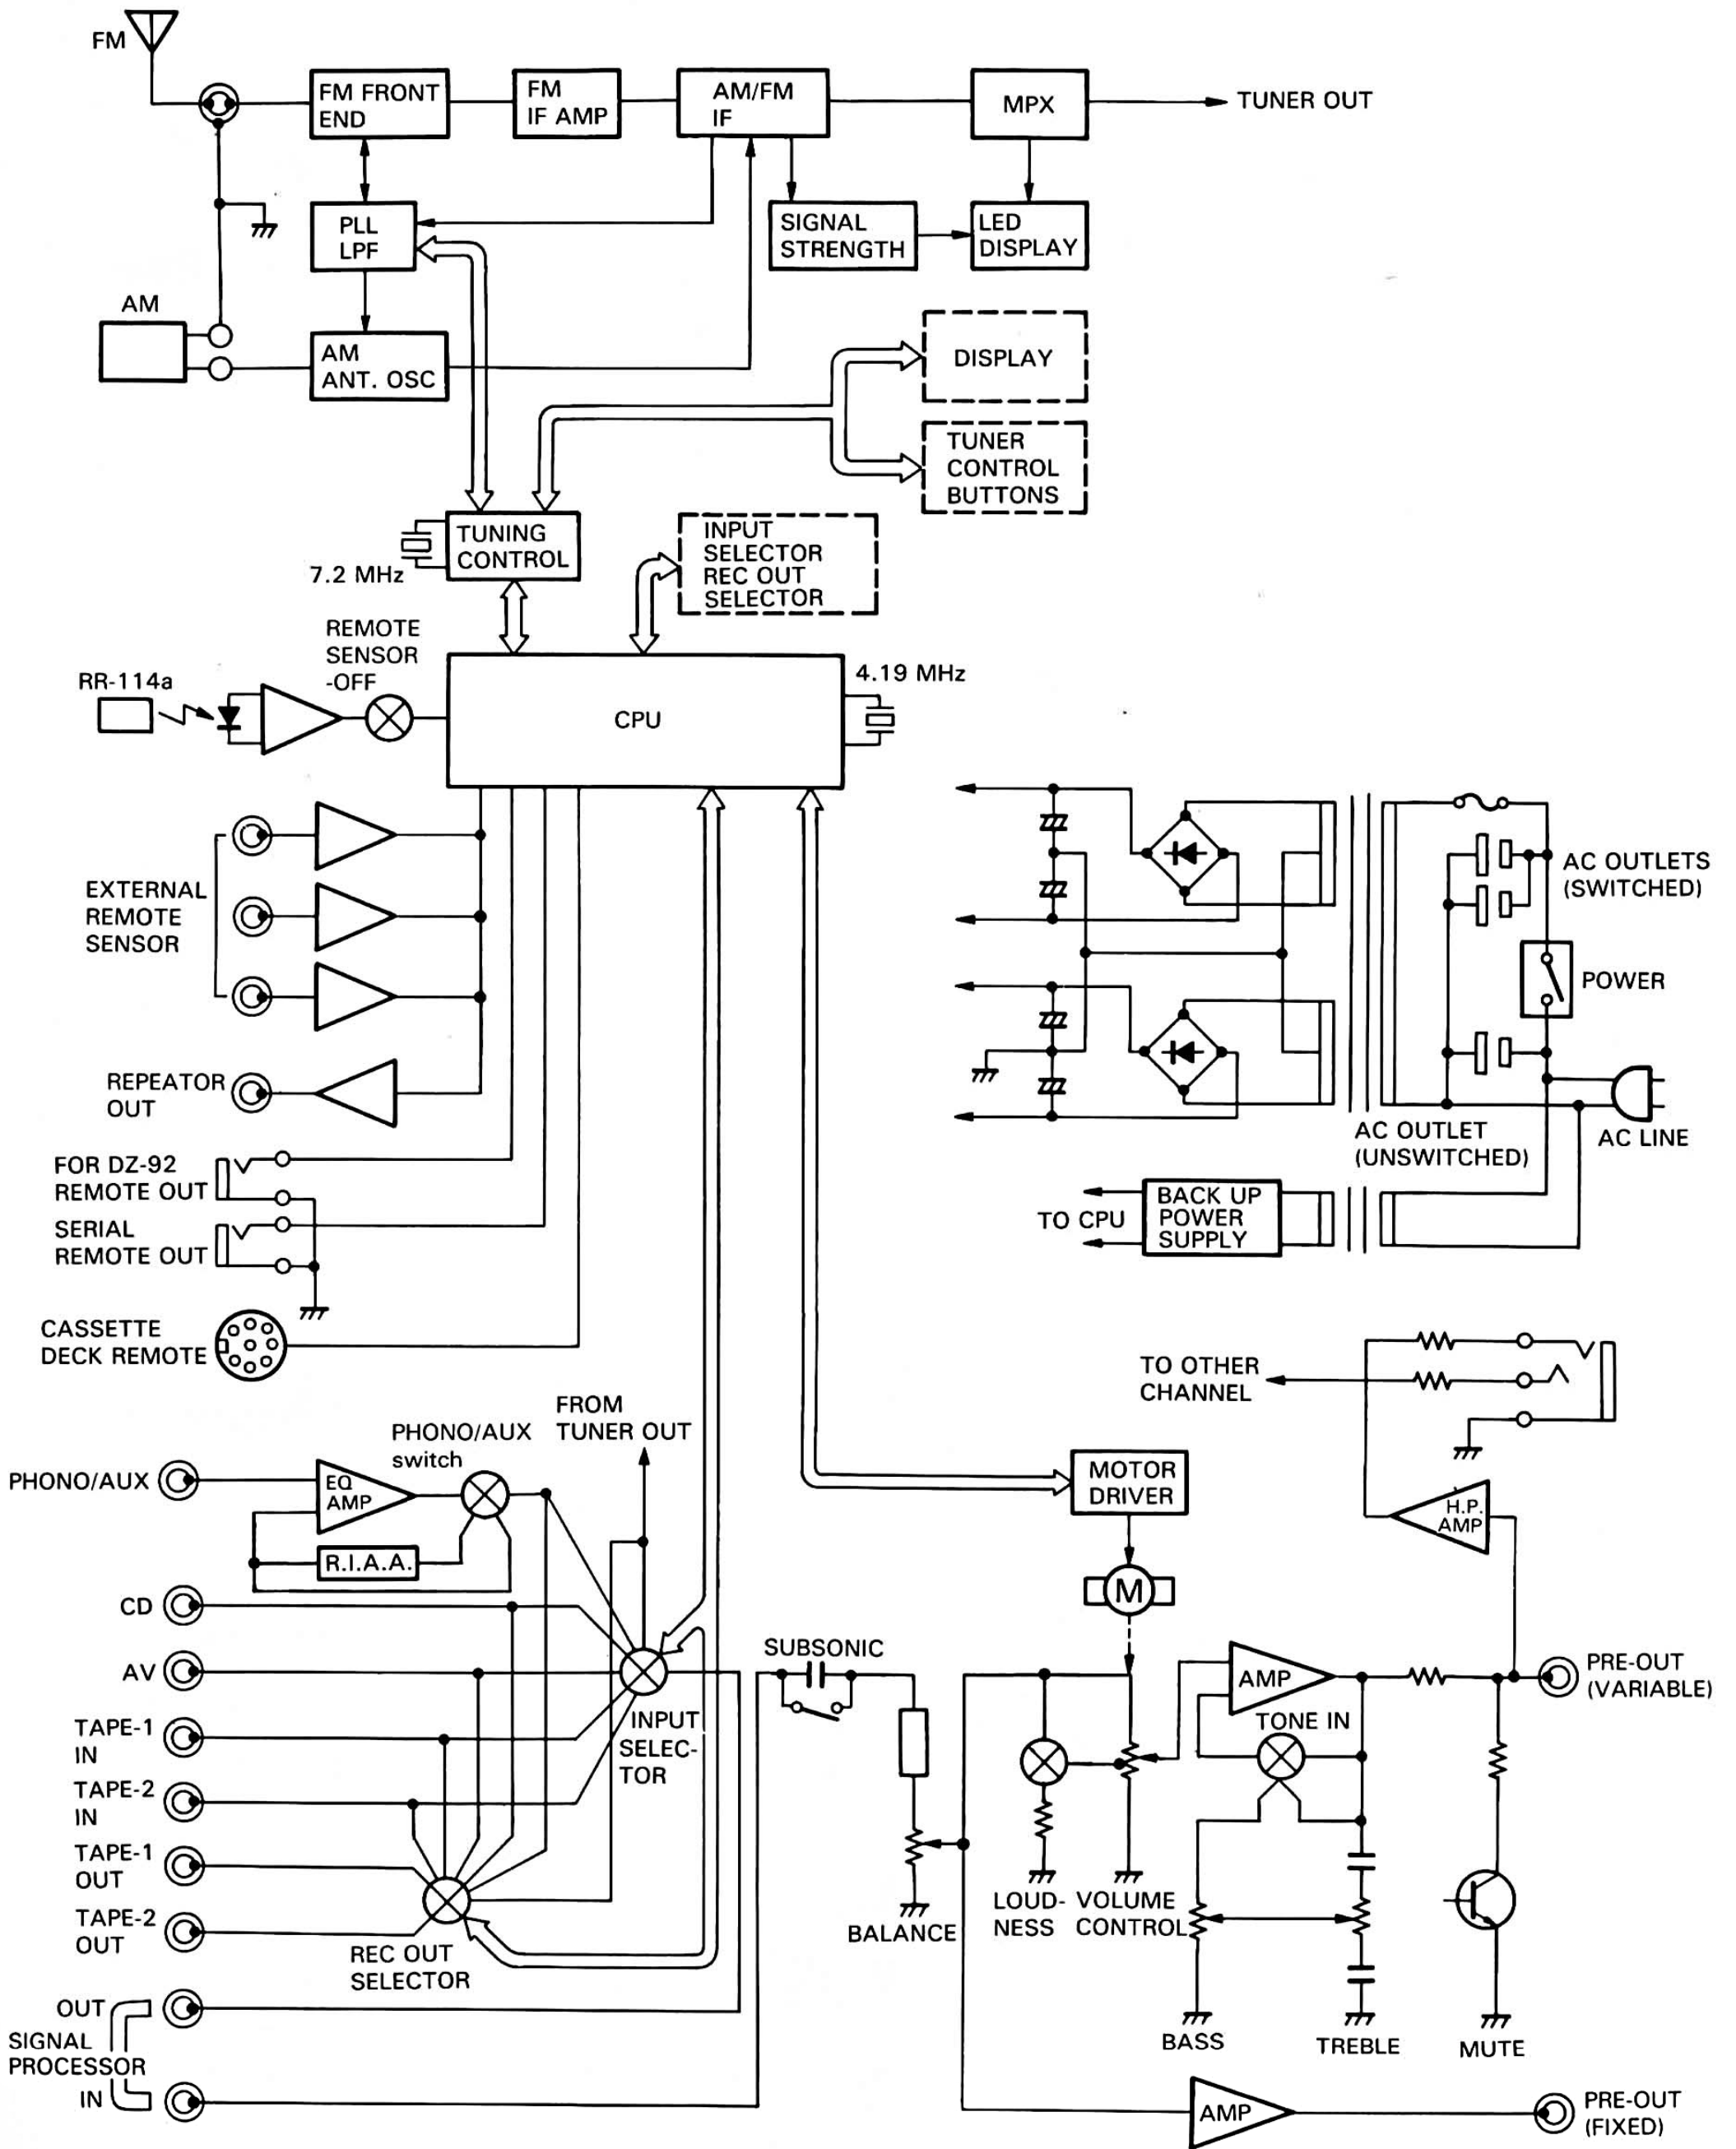 FM
FM FRONT
END
FM
IF AMP
AM/FM
IF
MPX
TUNER OUT
PLL
LPF
SIGNAL
STRENGTH
LED
DISPLAY
AM
AM
ANT. OSC
DISPLAY
TUNER
CONTROL
BUTTONS
TUNING
CONTROL
7.2 MHz
INPUT
SELECTOR
REC OUT
SELECTOR
REMOTE
SENSOR
-OFF
RR-114a
CPU
4.19 MHz
EXTERNAL
REMOTE
SENSOR
AC OUTLETS
(SWITCHED)
POWER
REPEATOR
OUT
AC OUTLET
(UNSWITCHED)
AC LINE
FOR DZ-92
REMOTE OUT
SERIAL
REMOTE OUT
TO CPU
BACK UP
POWER
SUPPLY
CASSETTE
DECK REMOTE
TO OTHER
CHANNEL
FROM
TUNER OUT
PHONO/AUX
switch
PHONO/AUX
EQ
AMP
R.I.A.A.
MOTOR
DRIVER
H.P.
AMP
M
CD
AV
SUBSONIC
AMP
PRE-OUT
(VARIABLE)
TONE IN
TAPE-1
IN
INPUT
SELEC-
TOR
TAPE-2
IN
TAPE-1
OUT
TAPE-2
OUT
REC OUT
SELECTOR
BALANCE
LOUD-
NESS
VOLUME
CONTROL
BASS
TREBLE
MUTE
OUT
SIGNAL
PROCESSOR
IN
AMP
PRE-OUT
(FIXED)